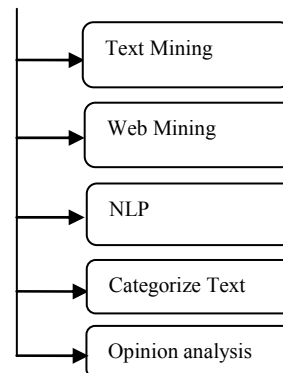 Text Mining
Web Mining
NLP
Categorize Text
Opinion analysis